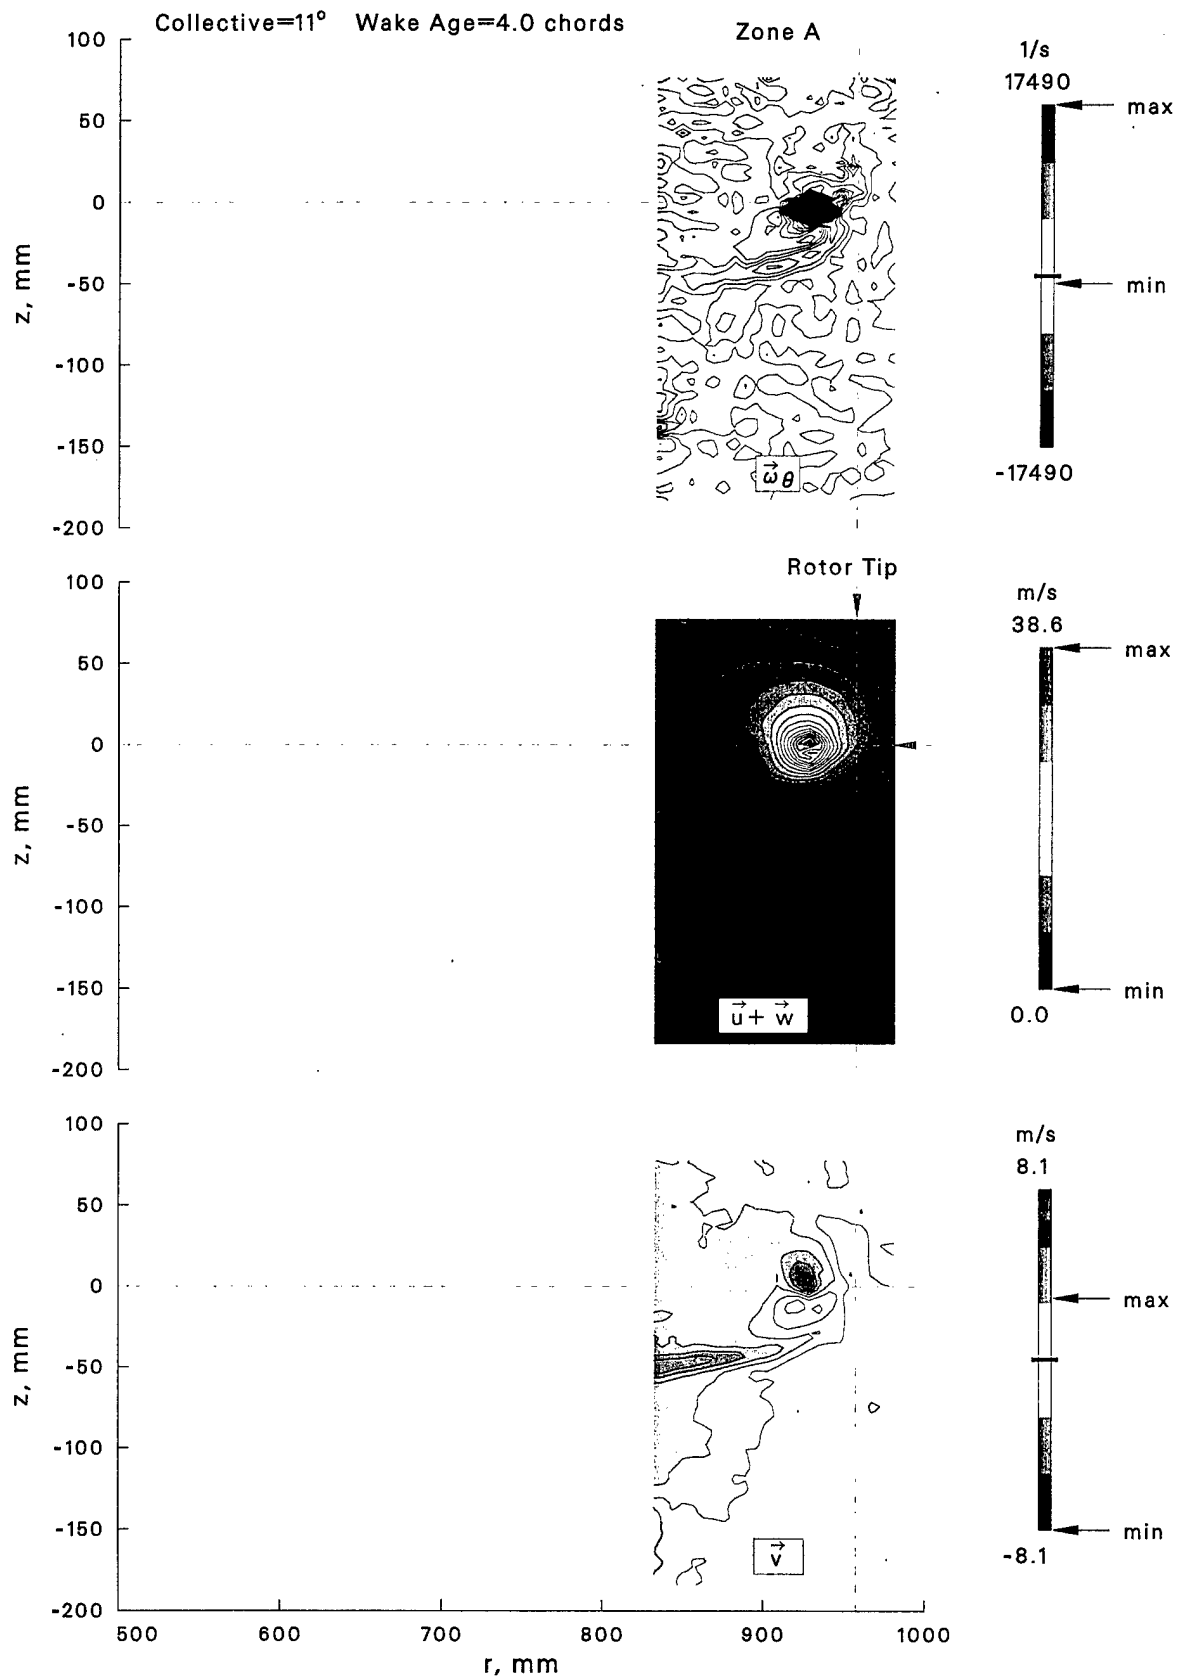 Collective=11° Wake Age=4.0 chords
Zone A
100
50
0
-50
-100
-150
-200
z, mm
ω⃗θ
1/s
17490
max
min
-17490
Rotor Tip
100
50
0
-50
-100
-150
-200
z, mm
u⃗ + w⃗
m/s
38.6
max
min
0.0
100
50
0
-50
-100
-150
-200
z, mm
v⃗
m/s
8.1
max
min
-8.1
500 600 700 800 900 1000
r, mm